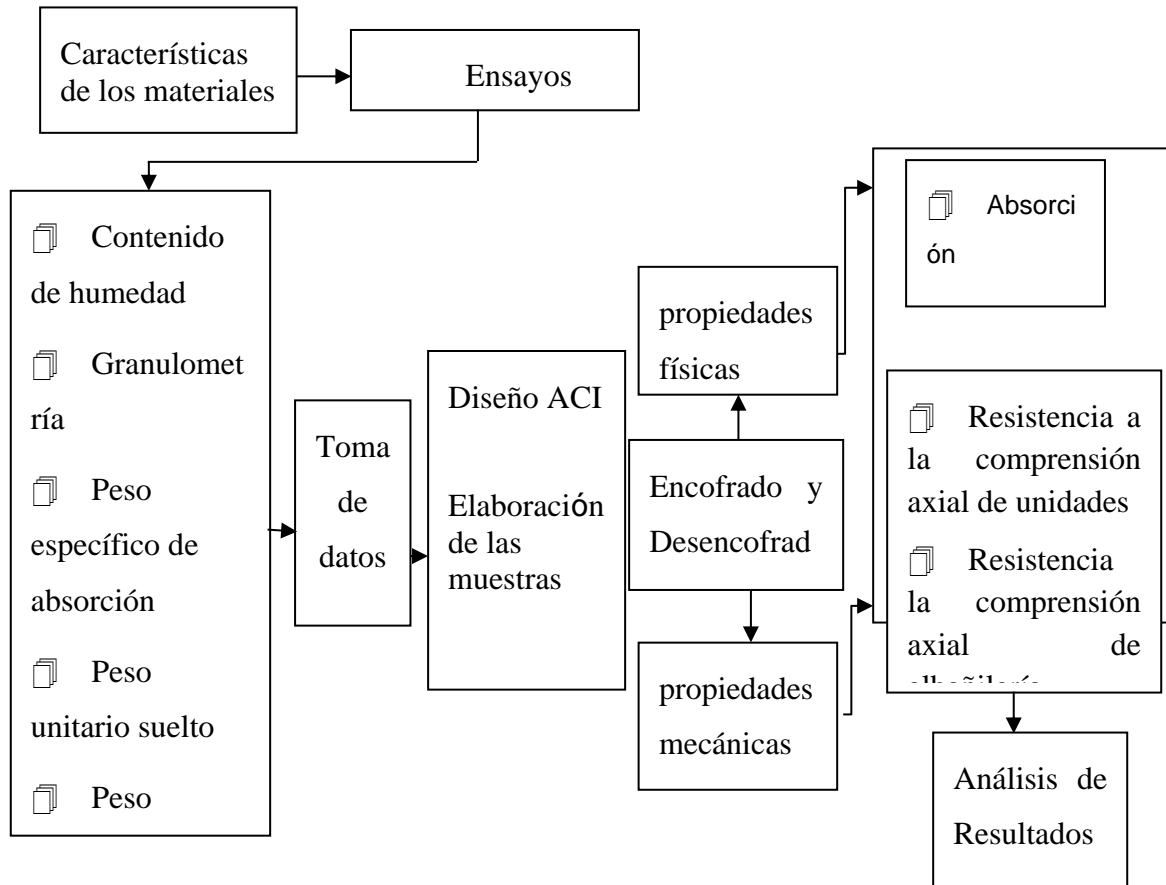 Características
de los materiales
Ensayos
Contenido
de humedad
Granulomet
ría
Peso
específico de
absorción
Peso
unitario suelto
Peso
Toma
de
datos
Diseño ACI
Elaboración
de las
muestras
propiedades
físicas
Encofrado y
Desencofrad
propiedades
mecánicas
Absorci
ón
Resistencia a
la comprensión
axial de unidades
Resistencia
la comprensión
axial de
Análisis de
Resultados